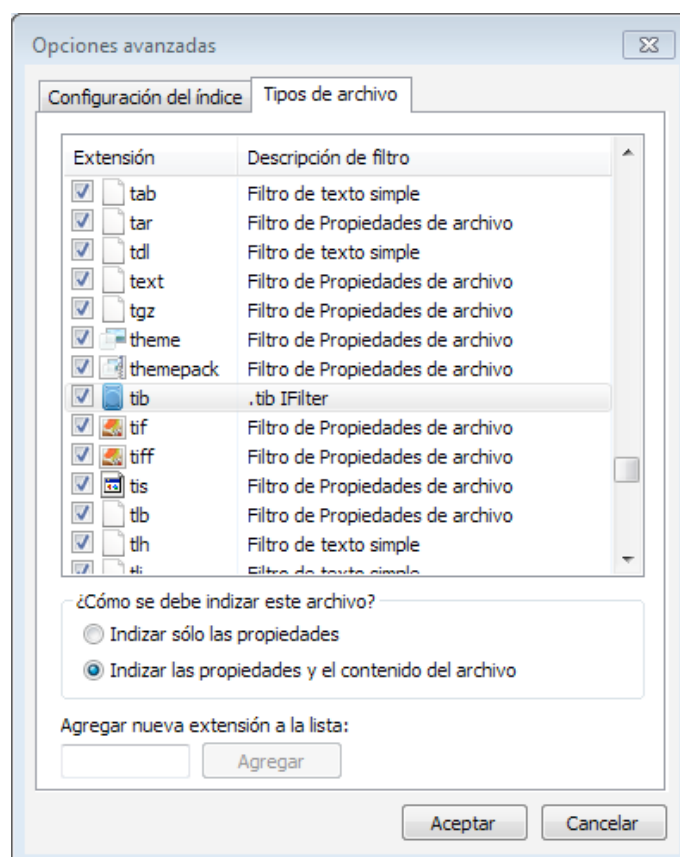 Opciones avanzadas
Configuración del índice Tipos de archivo
Extensión Descripción de filtro
tab Filtro de texto simple
tar Filtro de Propiedades de archivo
tdl Filtro de texto simple
text Filtro de Propiedades de archivo
tgz Filtro de Propiedades de archivo
theme Filtro de Propiedades de archivo
themepack Filtro de Propiedades de archivo
tib .tib IFilter
tif Filtro de Propiedades de archivo
tiff Filtro de Propiedades de archivo
tis Filtro de Propiedades de archivo
tlb Filtro de Propiedades de archivo
tlh Filtro de texto simple
tli Filtro de texto simple
¿Cómo se debe indizar este archivo?
Indizar sólo las propiedades
Indizar las propiedades y el contenido del archivo
Agregar nueva extensión a la lista:
Agregar
Aceptar Cancelar